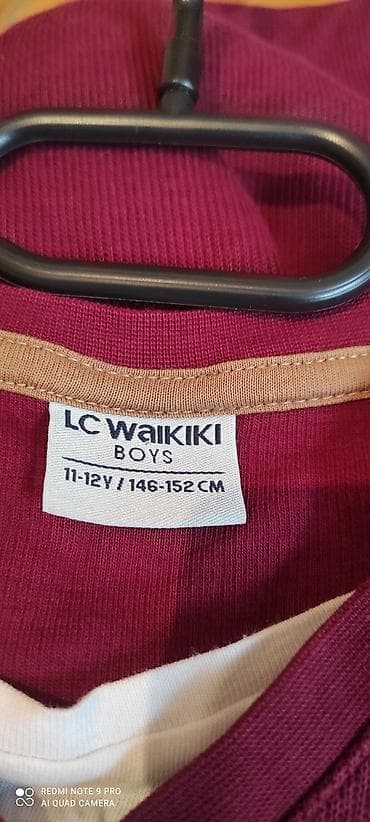 LC WAIKIKI
BOYS
11-12Y / 146-152 CM
REDMI NOTE 9 PRO
AI QUAD CAMERA